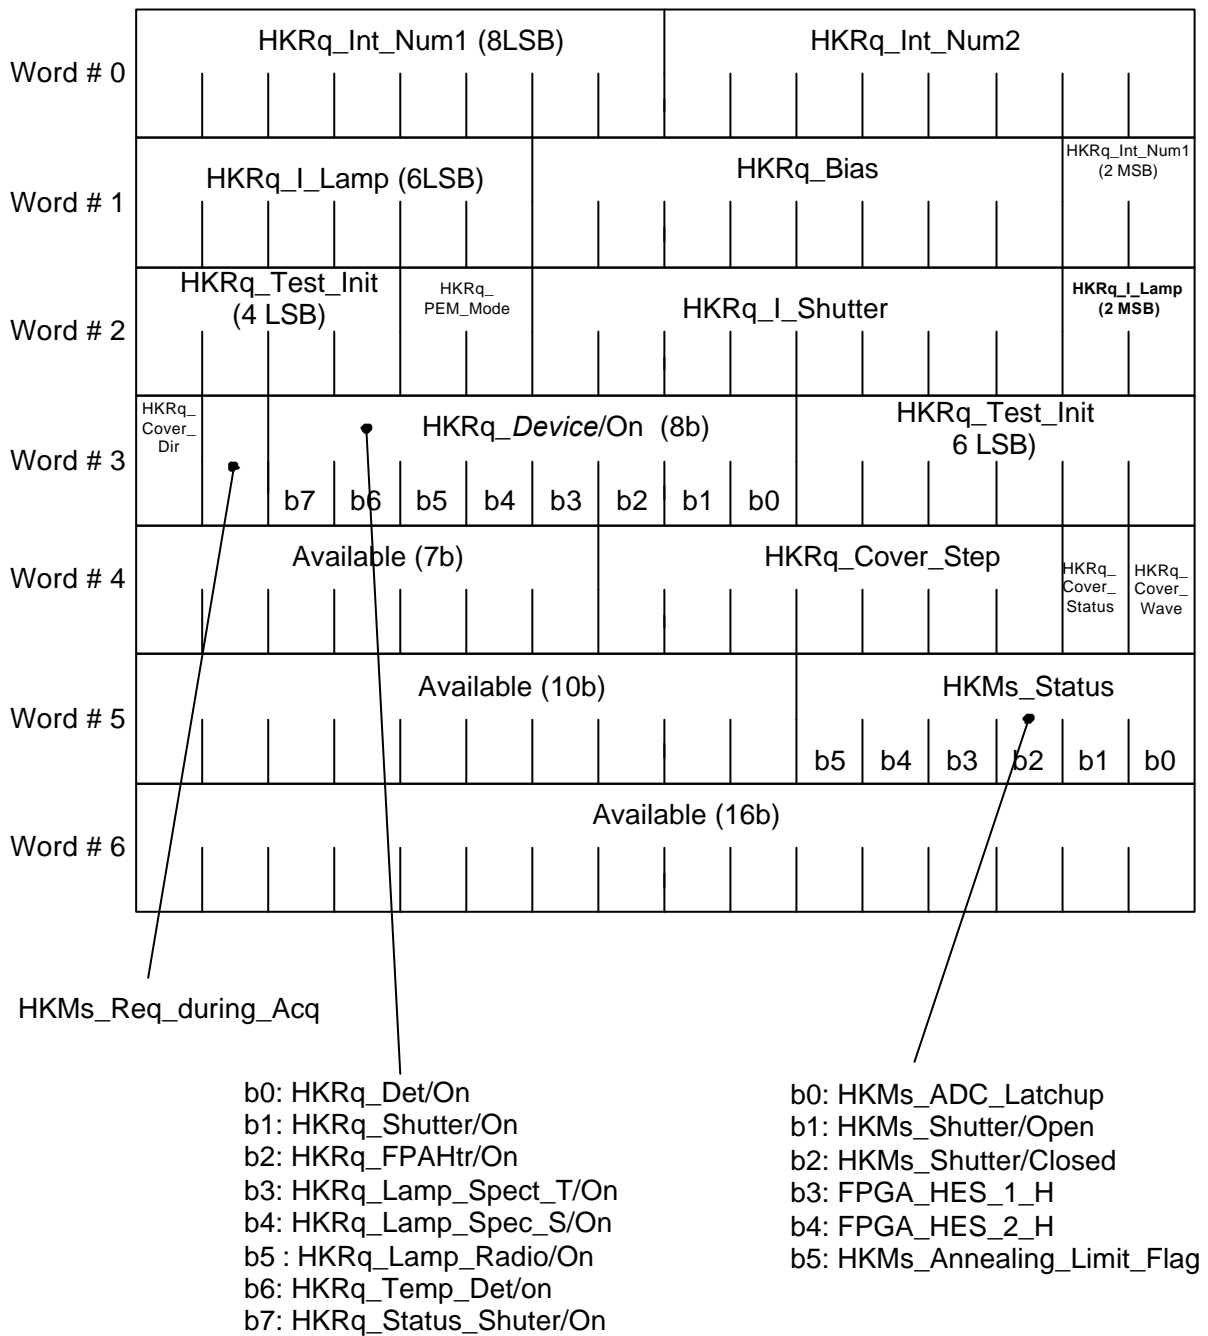 HKRq_Int_Num1 (8LSB)
HKRq_Int_Num2
Word # 0
HKRq_I_Lamp (6LSB)
HKRq_Bias
HKRq_Int_Num1
(2 MSB)
Word # 1
HKRq_Test_Init
(4 LSB)
HKRq_
PEM_Mode
HKRq_I_Shutter
HKRq_I_Lamp
(2 MSB)
Word # 2
HKRq_
Cover_
Dir
HKRq_Device/On (8b)
HKRq_Test_Init
6 LSB)
Word # 3
b7 b6 b5 b4 b3 b2 b1 b0
Available (7b)
HKRq_Cover_Step
HKRq_
Cover_
Status
HKRq_
Cover_
Wave
Word # 4
Available (10b)
HKMs_Status
Word # 5
b5 b4 b3 b2 b1 b0
Available (16b)
Word # 6
HKMs_Req_during_Acq
b0: HKRq_Det/On
b1: HKRq_Shutter/On
b2: HKRq_FPAHtr/On
b3: HKRq_Lamp_Spect_T/On
b4: HKRq_Lamp_Spec_S/On
b5 : HKRq_Lamp_Radio/On
b6: HKRq_Temp_Det/on
b7: HKRq_Status_Shuter/On
b0: HKMs_ADC_Latchup
b1: HKMs_Shutter/Open
b2: HKMs_Shutter/Closed
b3: FPGA_HES_1_H
b4: FPGA_HES_2_H
b5: HKMs_Annealing_Limit_Flag